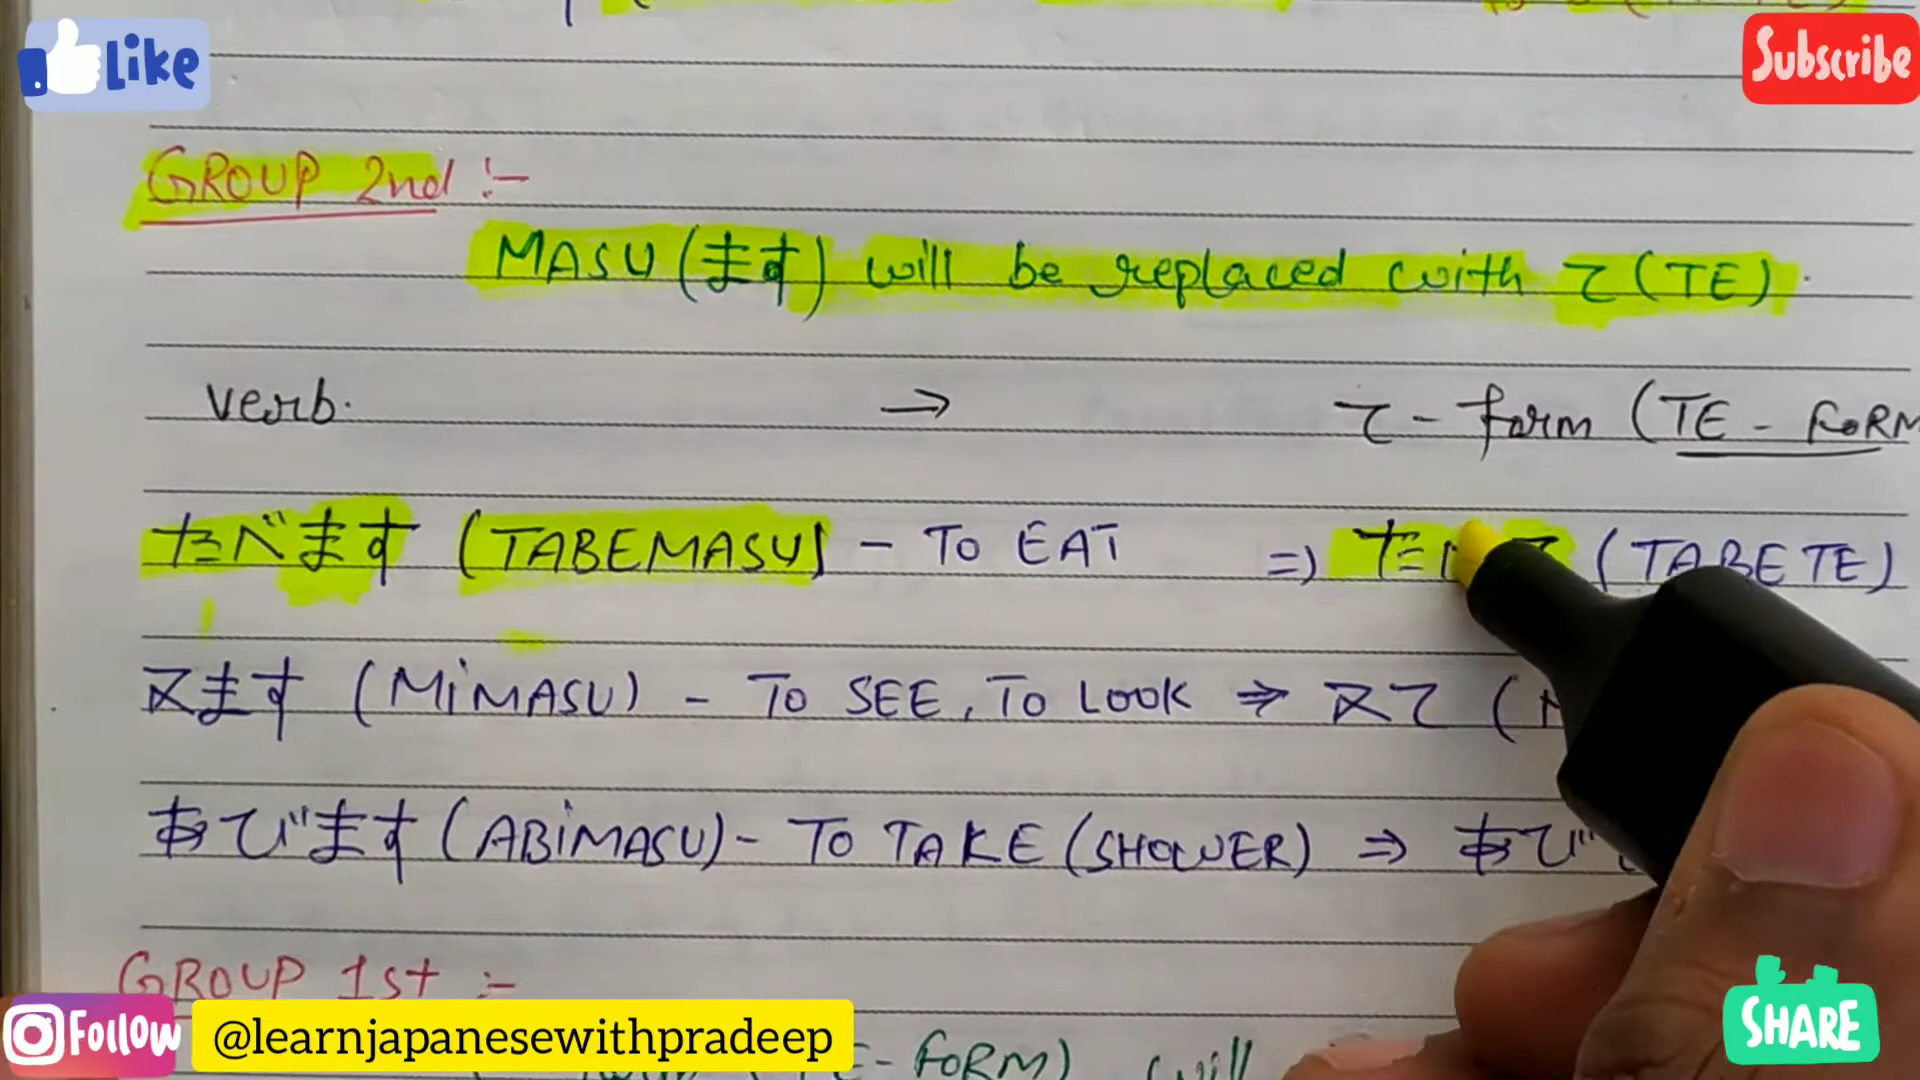 Like
Subscribe
GROUP 2nd :-
MASU (ます) will be replaced with て (TE).
verb. → て - form (TE - FORM
たべます (TABEMASU) - TO EAT ⇒ (TABETE)
みます (MiMASU) - TO SEE, TO LOOK ⇒ みて (
あびます (ABiMASU) - TO TAKE (SHOWER) ⇒ あび
GROUP 1st :-
Follow @learnjapanesewithpradeep
FORM) will
SHARE